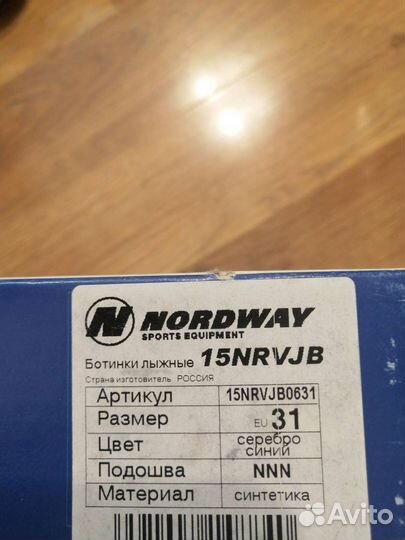 NORDWAY
SPORTS EQUIPMENT
Ботинки лыжные 15NRVJB
Страна изготовитель РОССИЯ
Артикул 15NRVJB0631
Размер EU 31
Цвет серебро
синий
Подошва NNN
Материал синтетика
Avito